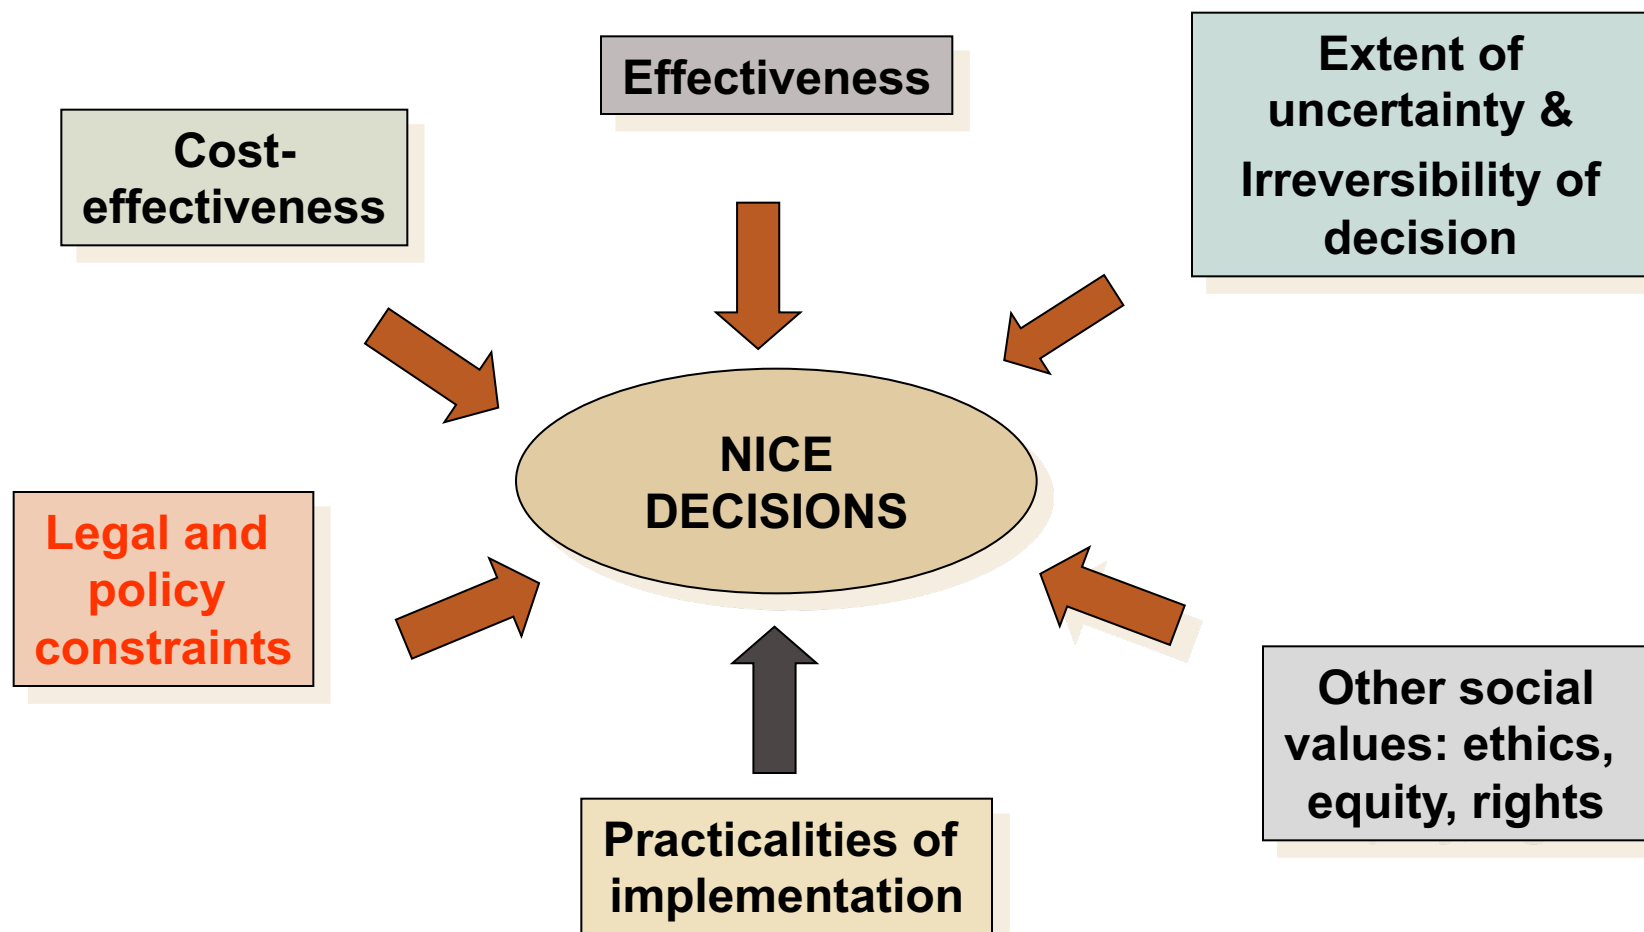 Effectiveness
Extent of
uncertainty &
Irreversibility of
decision
Cost-
effectiveness
NICE
DECISIONS
Legal and
policy
constraints
Other social
values: ethics,
equity, rights
Practicalities of
implementation